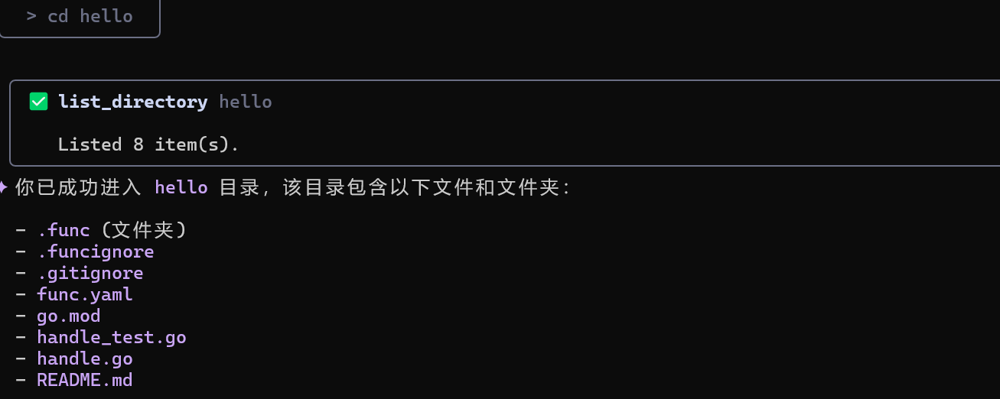 > cd hello
✅ list_directory hello
Listed 8 item(s).
✦ 你已成功进入 hello 目录，该目录包含以下文件和文件夹：
- .func (文件夹)
- .funcignore
- .gitignore
- func.yaml
- go.mod
- handle_test.go
- handle.go
- README.md